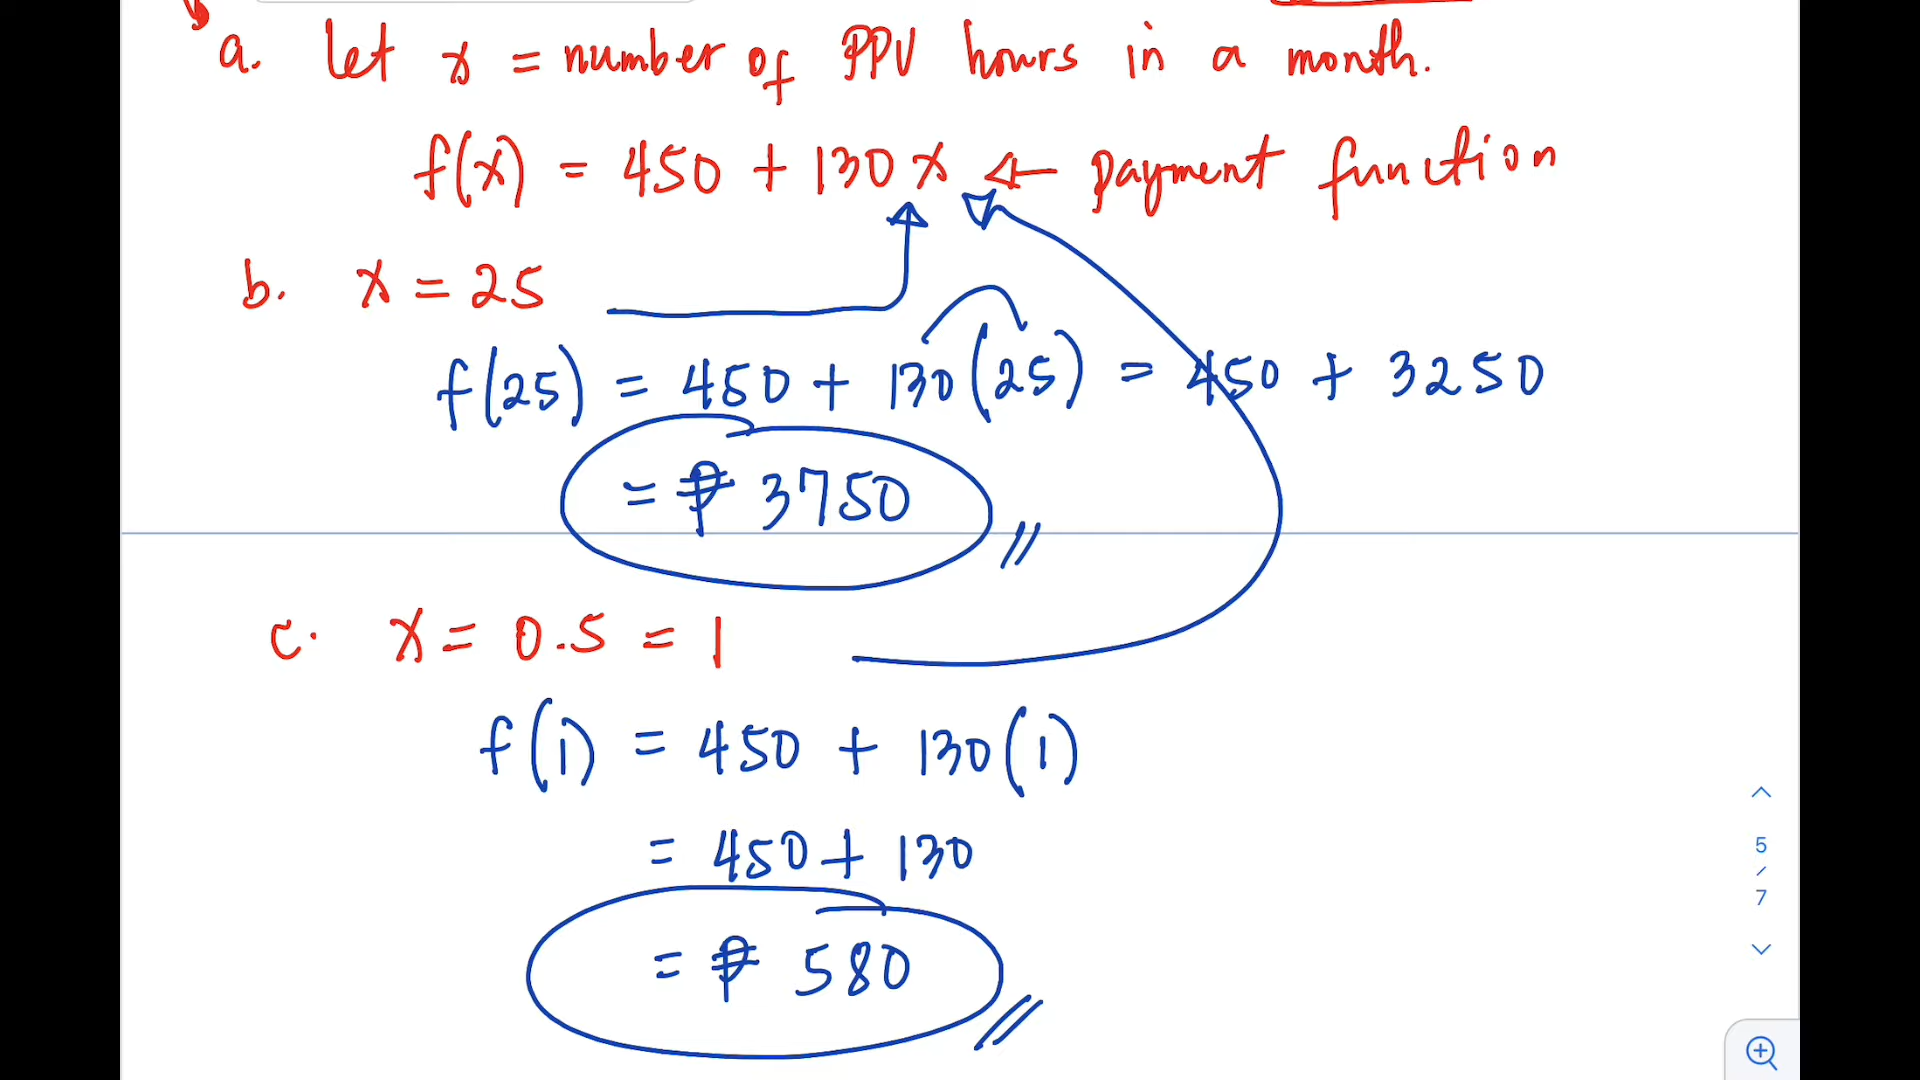 a. let x = number of PPV hours in a month.
f(x) = 450 + 130x ← payment function
b. x = 25
f(25) = 450 + 130(25) = 450 + 3250
= ₱ 3750
c. x = 0.5 = 1
f(1) = 450 + 130(1)
= 450 + 130
= ₱ 580
5
/
7